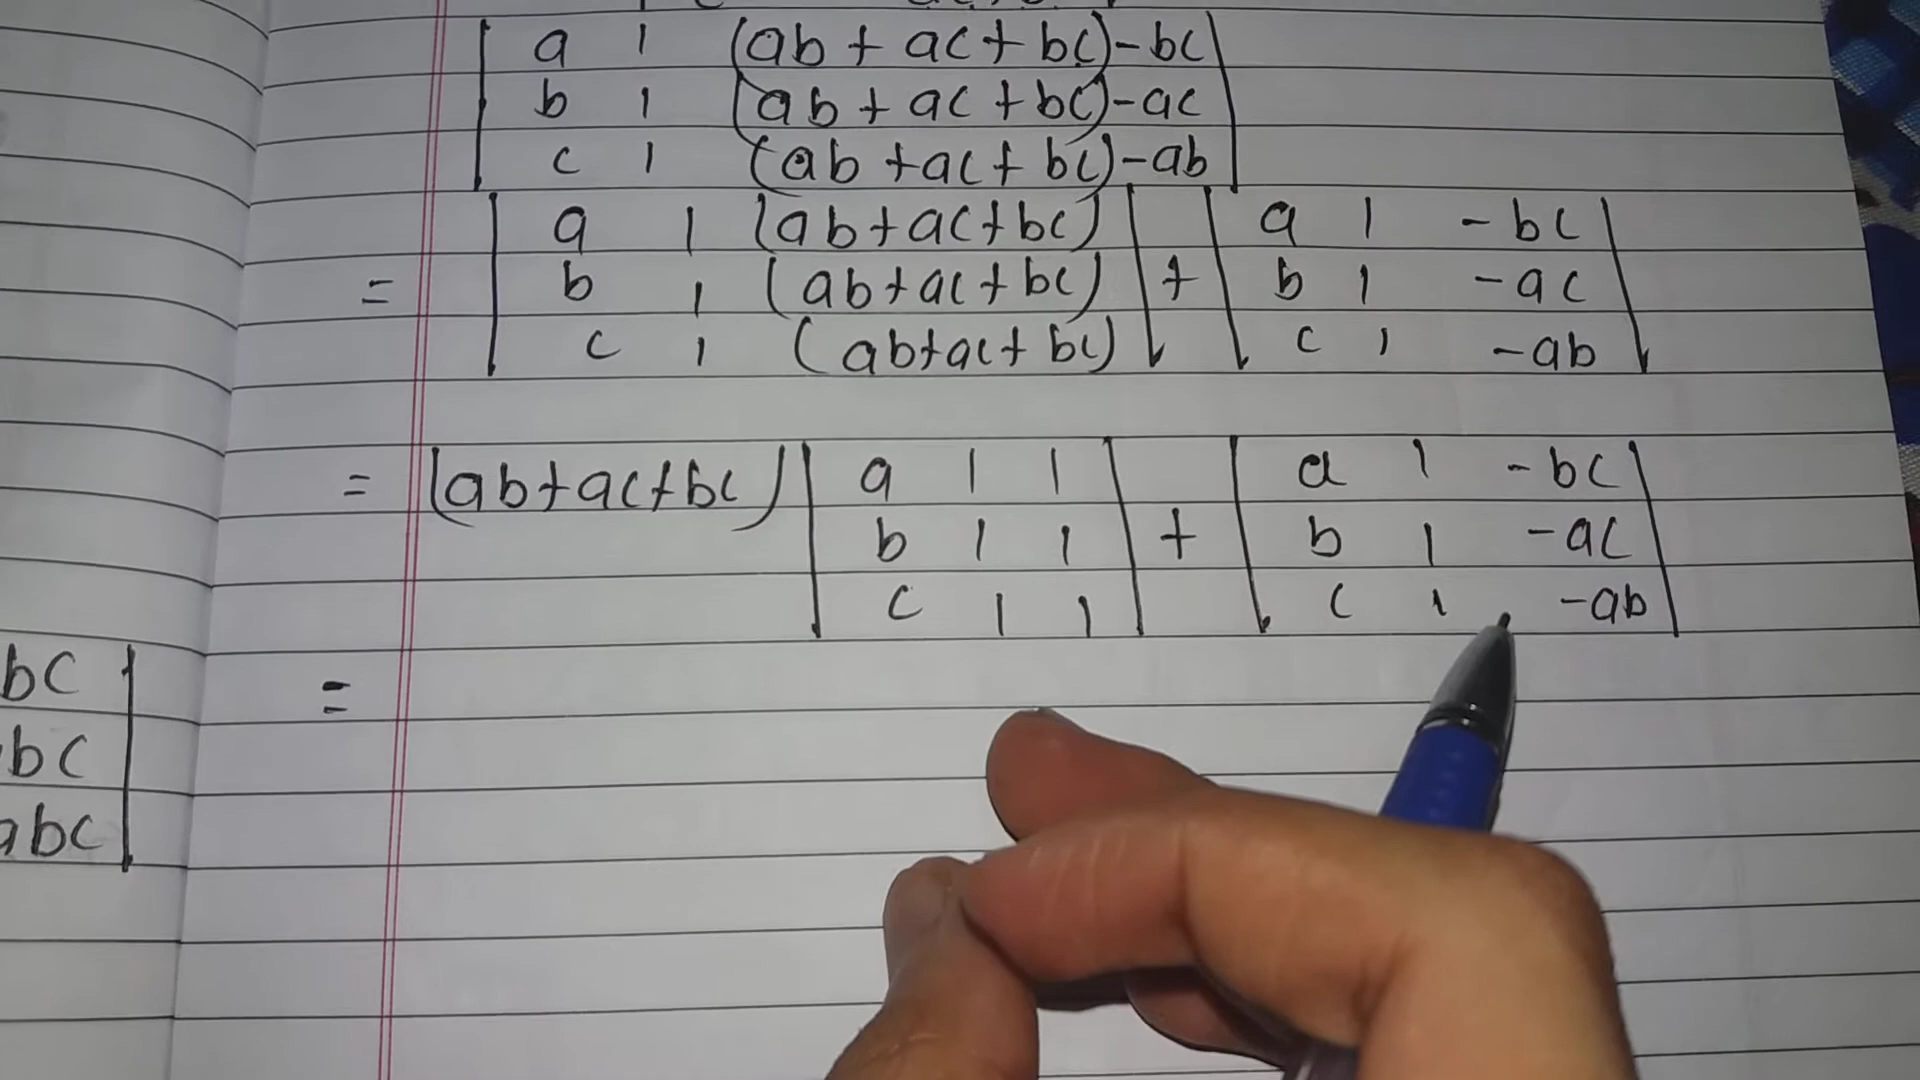 | a 1 (ab + ac + bc)-bc |
| b 1 (ab + ac + bc)-ac |
| c 1 (ab + ac + bc)-ab |
| a 1 (ab+ac+bc) | | a 1 -bc |
= | b 1 (ab+ac+bc) | + | b 1 -ac |
| c 1 (ab+ac+bc) | | c 1 -ab |
= (ab+ac+bc) | a 1 1 | | a 1 -bc |
| b 1 1 | + | b 1 -ac |
| c 1 1 | | c 1 -ab |
bc | =
bc |
abc |